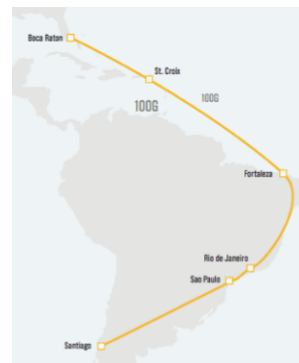 Boca Raton
St. Croix
100G
100G
Fortaleza
Rio de Janeiro
Sao Paulo
Santiago